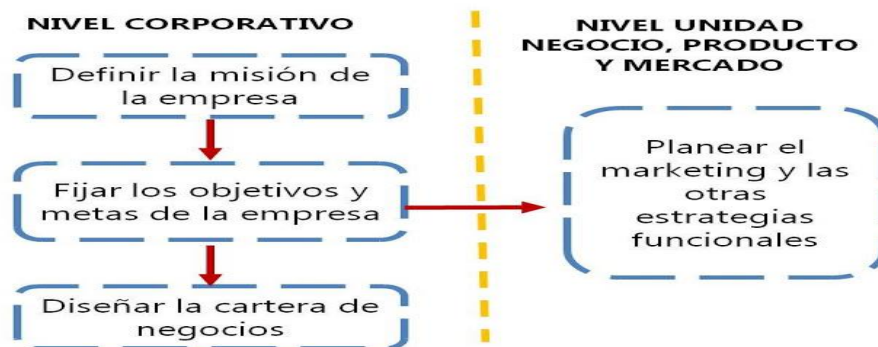 NIVEL CORPORATIVO
Definir la misión de
la empresa
Fijar los objetivos y
metas de la empresa
Diseñar la cartera de
negocios
NIVEL UNIDAD
NEGOCIO, PRODUCTO
Y MERCADO
Planear el
marketing y las
otras
estrategias
funcionales